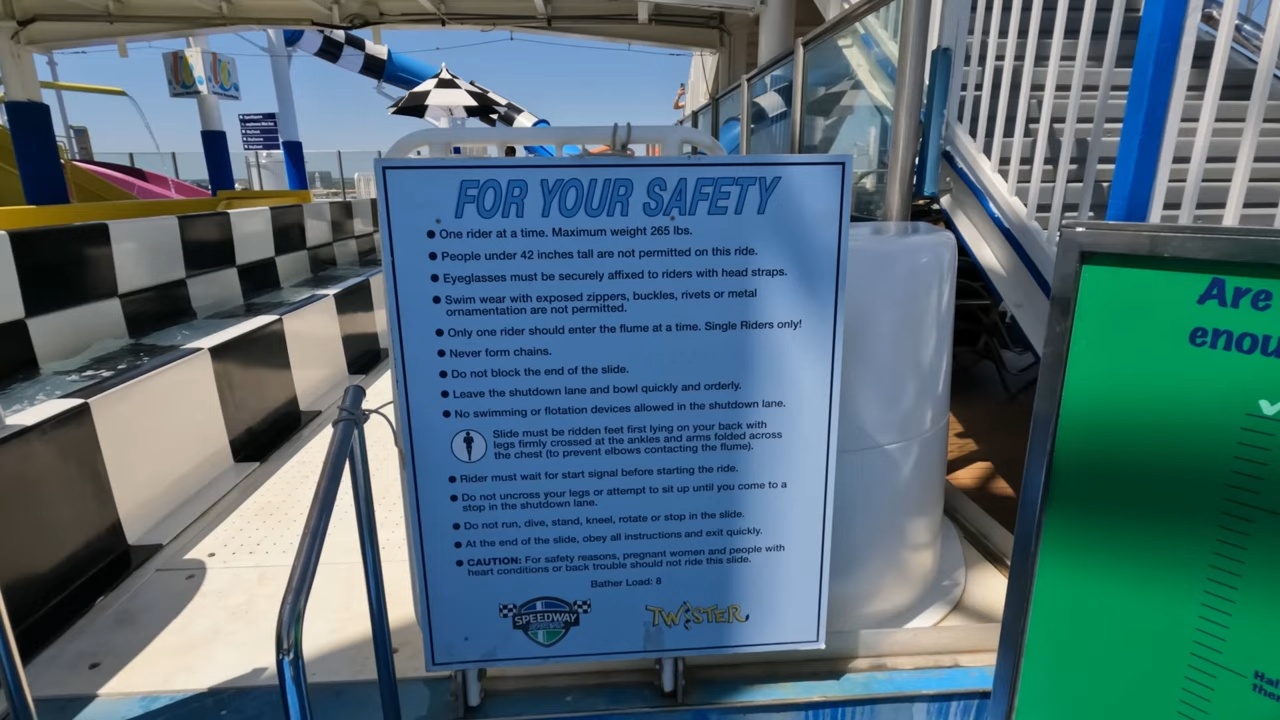 FOR YOUR SAFETY
● One rider at a time. Maximum weight 265 lbs.
● People under 42 inches tall are not permitted on this ride.
● Eyeglasses must be securely affixed to riders with head straps.
● Swim wear with exposed zippers, buckles, rivets or metal
ornamentation are not permitted.
● Only one rider should enter the flume at a time. Single Riders only!
● Never form chains.
● Do not block the end of the slide.
● Leave the shutdown lane and bowl quickly and orderly.
● No swimming or flotation devices allowed in the shutdown lane.
Slide must be ridden feet first lying on your back with
legs firmly crossed at the ankles and arms folded across
the chest (to prevent elbows contacting the flume).
● Rider must wait for start signal before starting the ride.
● Do not uncross your legs or attempt to sit up until you come to a
stop in the shutdown lane.
● Do not run, dive, stand, kneel, rotate or stop in the slide.
● At the end of the slide, obey all instructions and exit quickly.
● CAUTION: For safety reasons, pregnant women and people with
heart conditions or back trouble should not ride this slide.
Bather Load: 8
SPEEDWAY
TWISTER
Are
enou